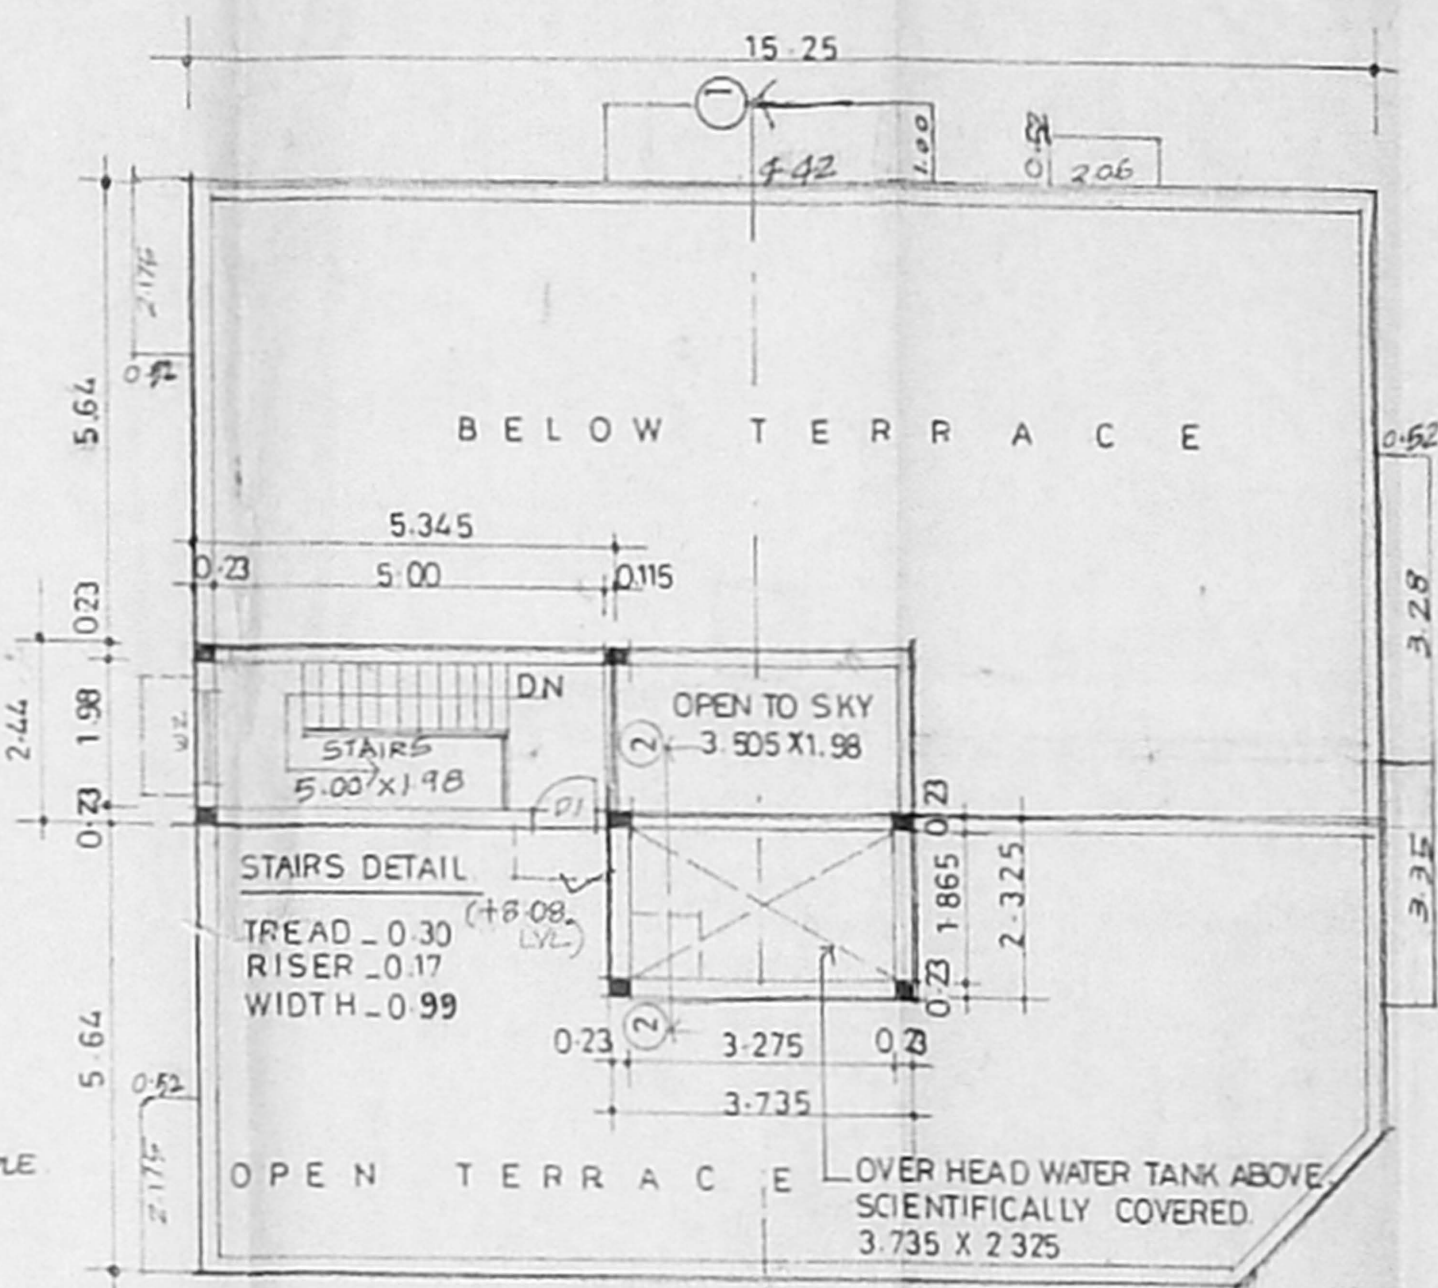 15.25
1
4.42
1.00
2.06
2.175
5.64
BELOW TERRACE
0.52
5.345
0.23
5.00
0.115
3.28
0.23
DN
OPEN TO SKY
3.505 X 1.98
2
2.44
1.98
W2
STAIRS
5.00 X 1.98
0.23
D1
0.23
STAIRS DETAIL
(+8.08 LVL)
TREAD - 0.30
RISER - 0.17
WIDTH - 0.99
1.865
2.325
3.35
0.23
2
0.23
3.275
0.23
3.735
5.64
0.52
2.175
OPEN TERRACE
OVER HEAD WATER TANK ABOVE
SCIENTIFICALLY COVERED.
3.735 X 2.325